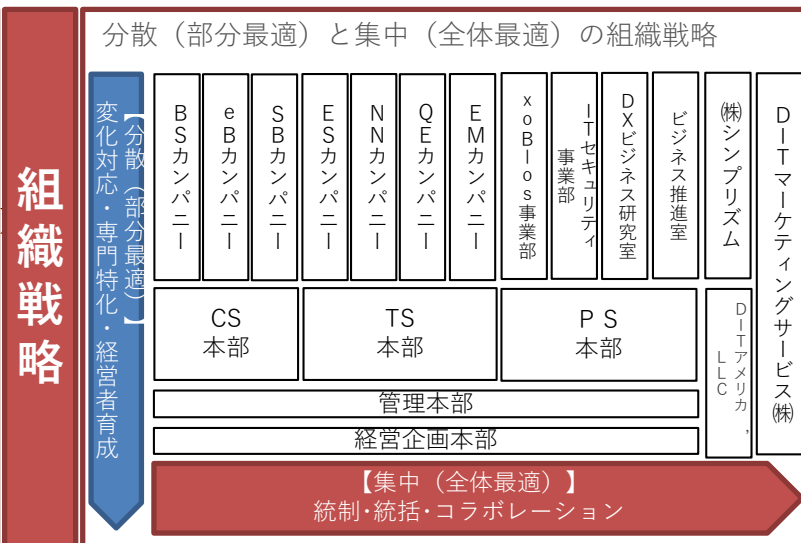 分散（部分最適）と集中（全体最適）の組織戦略
組織戦略
【分散（部分最適）】
変化対応・専門特化・経営者育成
BSカンパニー
eBカンパニー
SBカンパニー
ESカンパニー
NNカンパニー
QEカンパニー
EMカンパニー
xoBlos事業部
ITセキュリティ
事業部
DXビジネス研究室
ビジネス推進室
㈱シンプリズム
DITマーケティングサービス㈱
CS
本部
TS
本部
ＰＳ
本部
DITアメリカ,
LLC
管理本部
経営企画本部
【集中（全体最適）】
統制･統括･コラボレーション